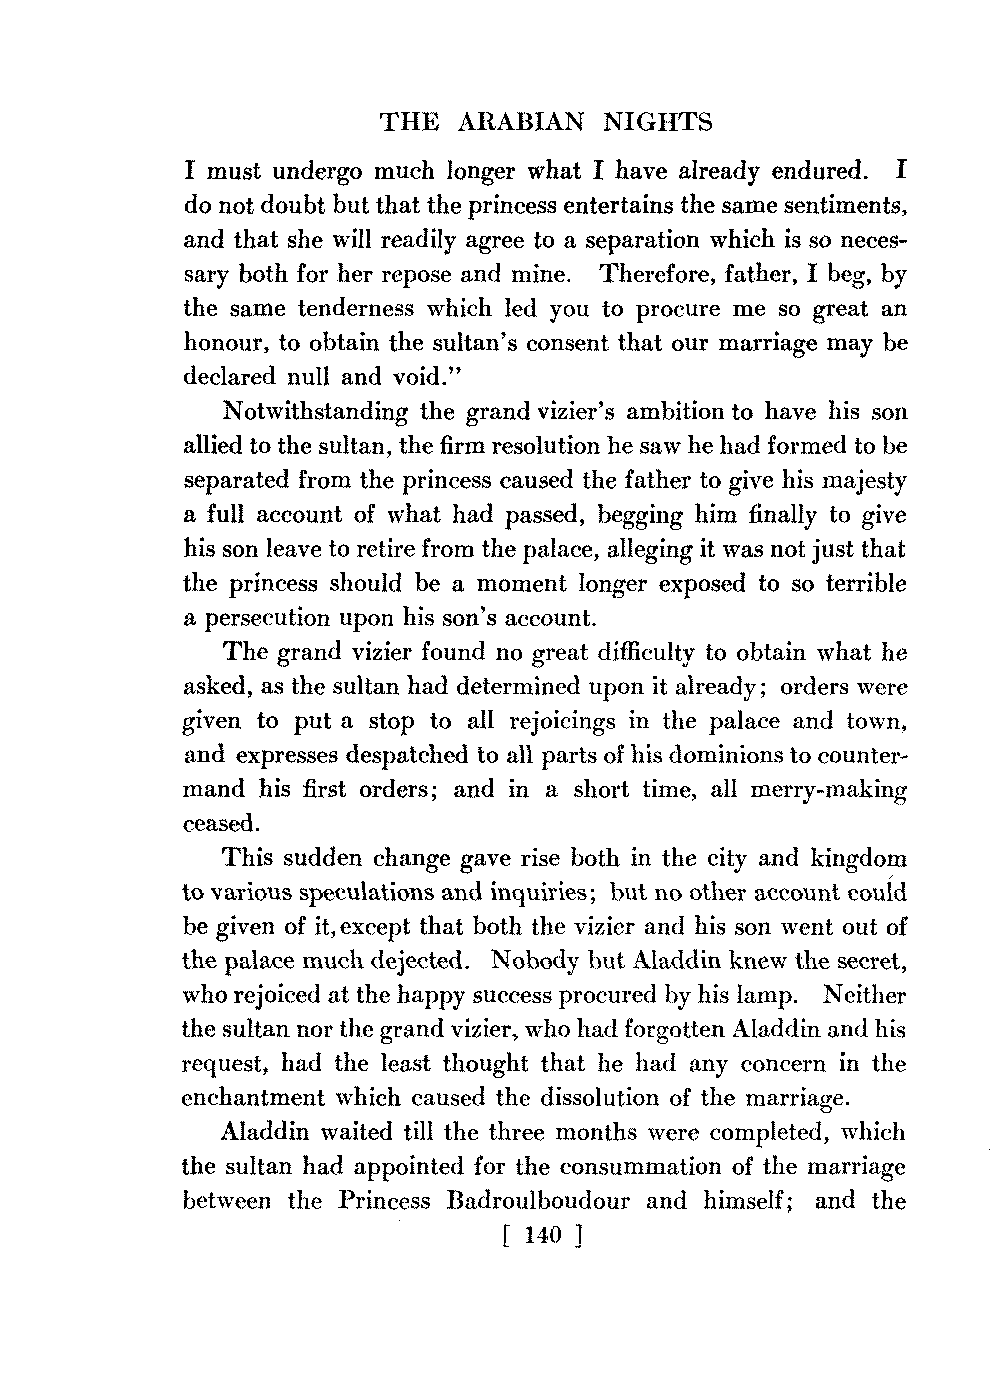 THE ARABIAN NIGHTS
I must undergo much longer what I have already endured. I
do not doubt but that the princess entertains the same sentiments,
and that she will readily agree to a separation which is so neces-
sary both for her repose and mine. Therefore, father, I beg, by
the same tenderness which led you to procure me so great an
honour, to obtain the sultan's consent that our marriage may be
declared null and void."
Notwithstanding the grand vizier's ambition to have his son
allied to the sultan, the firm resolution he saw he had formed to be
separated from the princess caused the father to give his majesty
a full account of what had passed, begging him finally to give
his son leave to retire from the palace, alleging it was not just that
the princess should be a moment longer exposed to so terrible
a persecution upon his son's account.
The grand vizier found no great difficulty to obtain what he
asked, as the sultan had determined upon it already; orders were
given to put a stop to all rejoicings in the palace and town,
and expresses despatched to all parts of his dominions to counter-
mand his first orders; and in a short time, all merry-making
ceased.
This sudden change gave rise both in the city and kingdom
to various speculations and inquiries; but no other account could
be given of it, except that both the vizier and his son went out of
the palace much dejected. Nobody but Aladdin knew the secret,
who rejoiced at the happy success procured by his lamp. Neither
the sultan nor the grand vizier, who had forgotten Aladdin and his
request, had the least thought that he had any concern in the
enchantment which caused the dissolution of the marriage.
Aladdin waited till the three months were completed, which
the sultan had appointed for the consummation of the marriage
between the Princess Badroulboudour and himself; and the
[ 140 ]